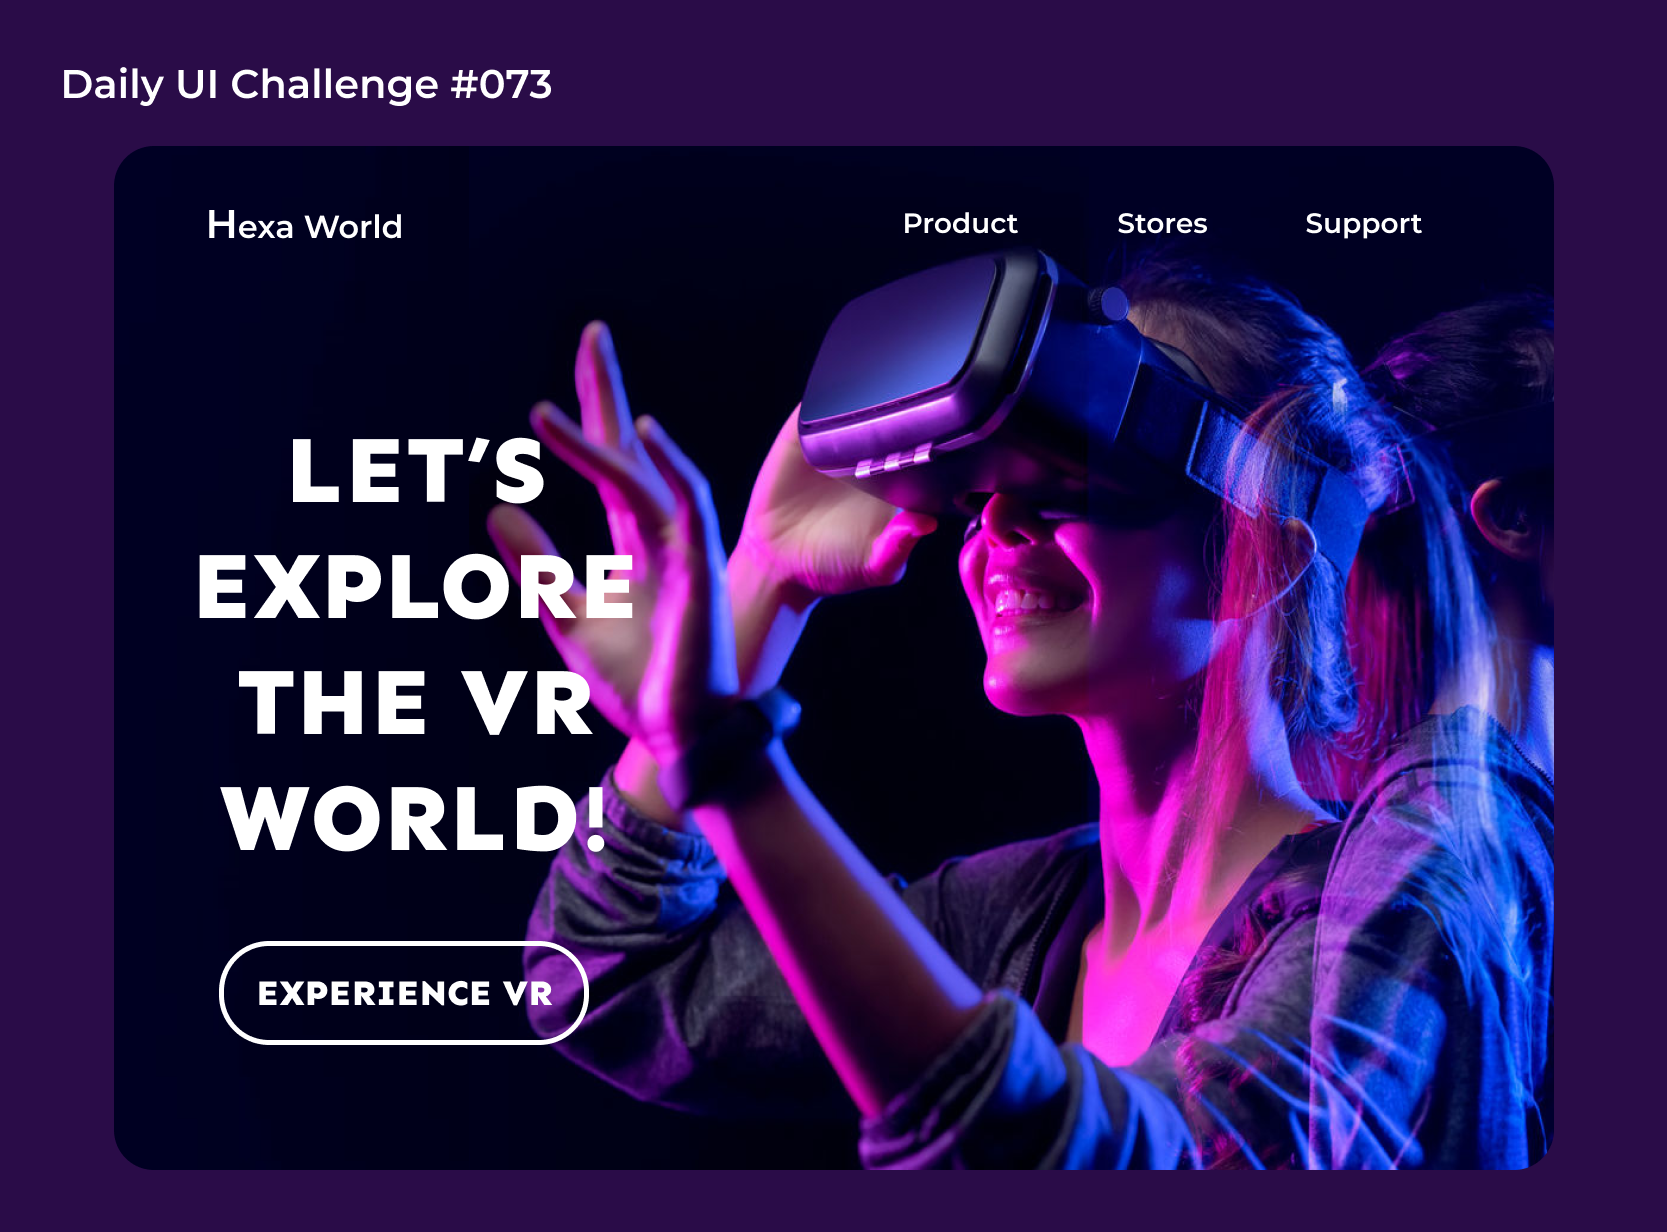 Daily UI Challenge #073
Hexa World
Product Stores Support
LET’S
EXPLORE
THE VR
WORLD!
EXPERIENCE VR